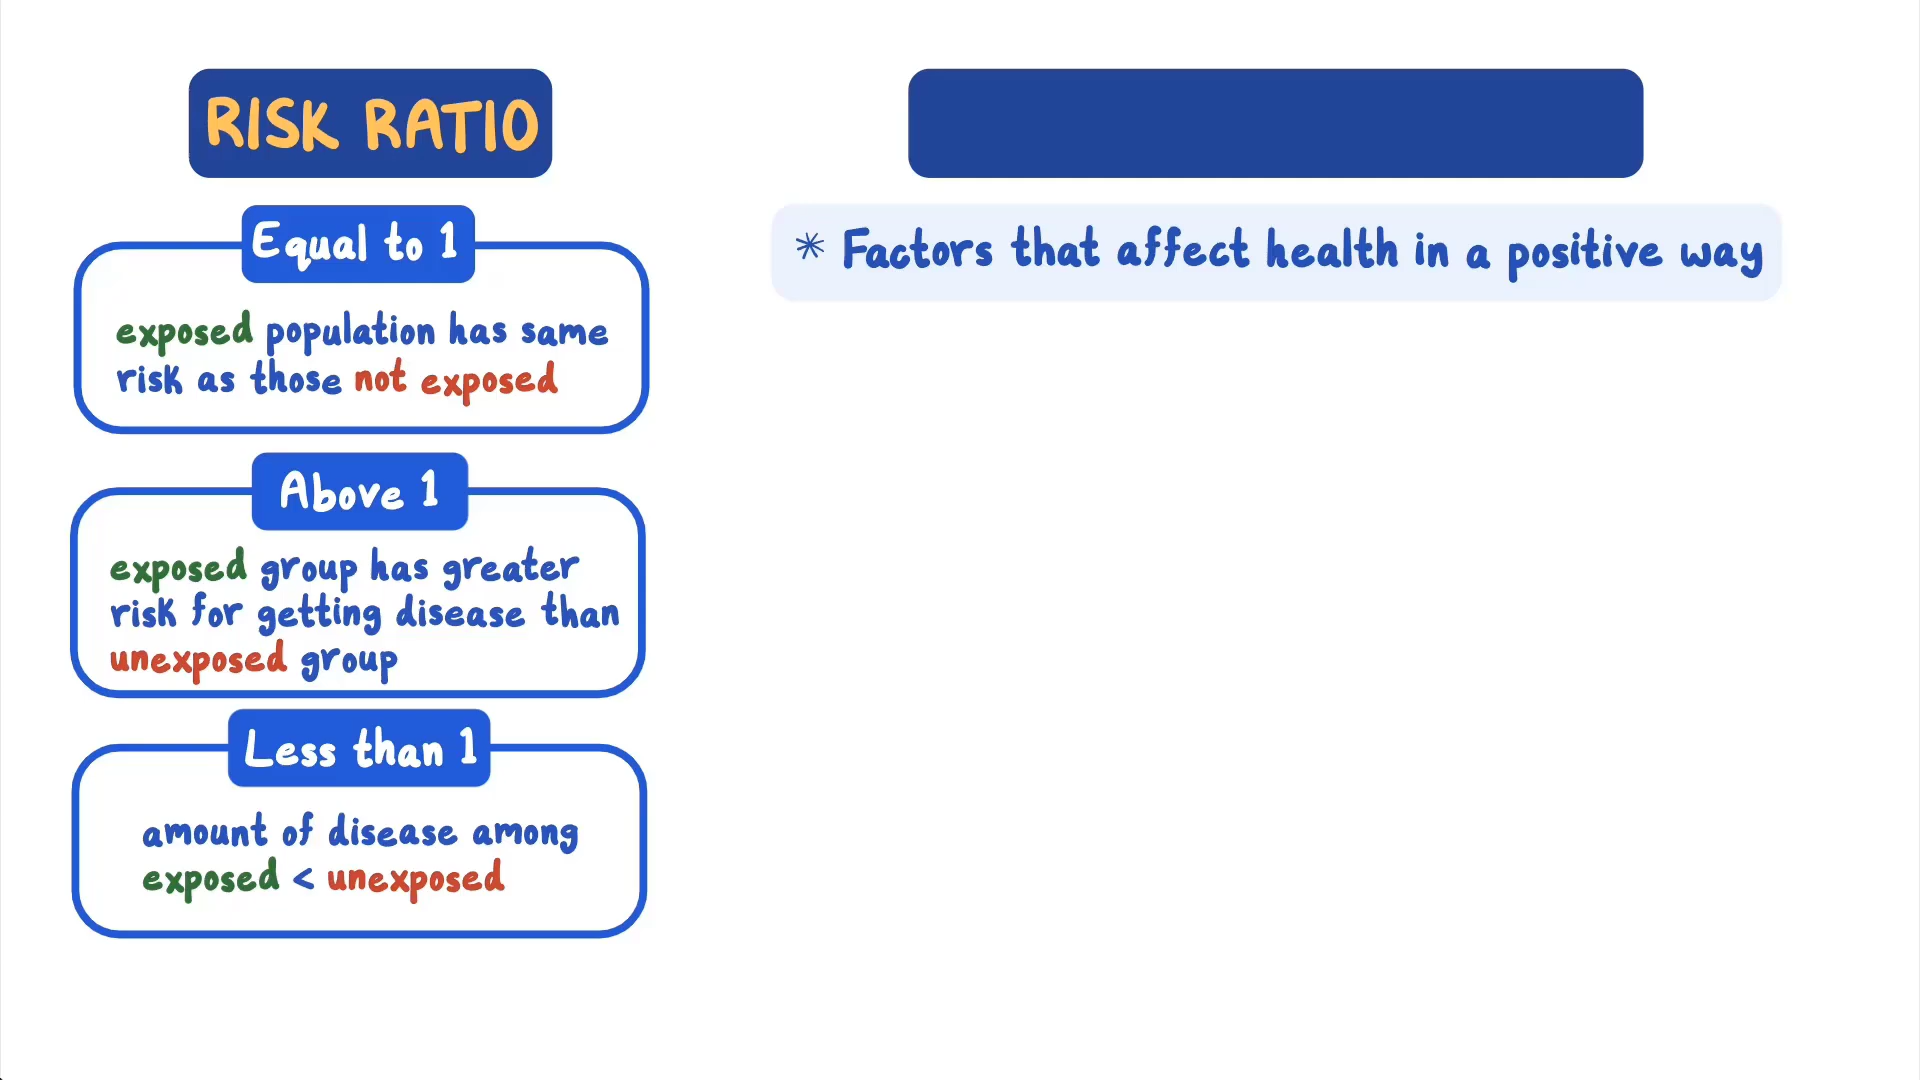 RISK RATIO
Equal to 1
exposed population has same
risk as those not exposed
Above 1
exposed group has greater
risk for getting disease than
unexposed group
Less than 1
amount of disease among
exposed < unexposed
* Factors that affect health in a positive way